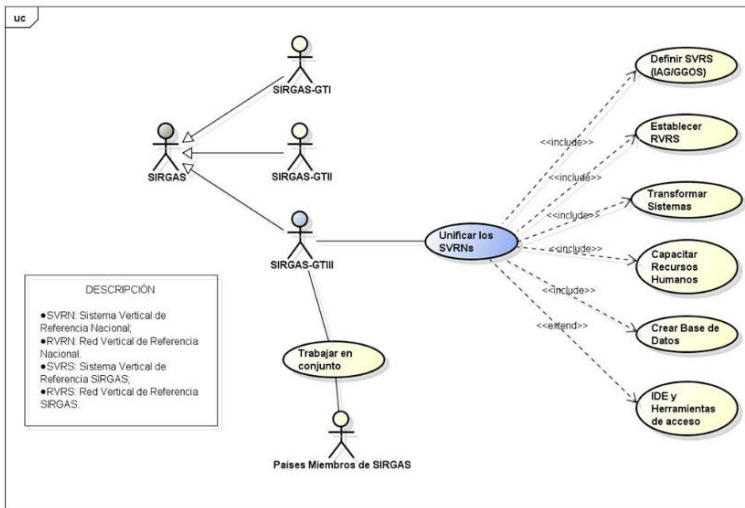 uc
SIRGAS-GTI
SIRGAS
SIRGAS-GTII
SIRGAS-GTIII
Unificar los
SVRNs
<<include>>
<<include>>
<<include>>
<<include>>
<<include>>
<<extend>>
Definir SVRS
(IAG/GGOS)
Establecer
RVRS
Transformar
Sistemas
Capacitar
Recursos
Humanos
Crear Base de
Datos
IDE y
Herramientas
de acceso
Trabajar en
conjunto
Países Miembros de SIRGAS
DESCRIPCIÓN
●SVRN: Sistema Vertical de
Referencia Nacional;
●RVRN: Red Vertical de Referencia
Nacional.
●SVRS: Sistema Vertical de
Referencia SIRGAS;
●RVRS: Red Vertical de Referencia
SIRGAS.